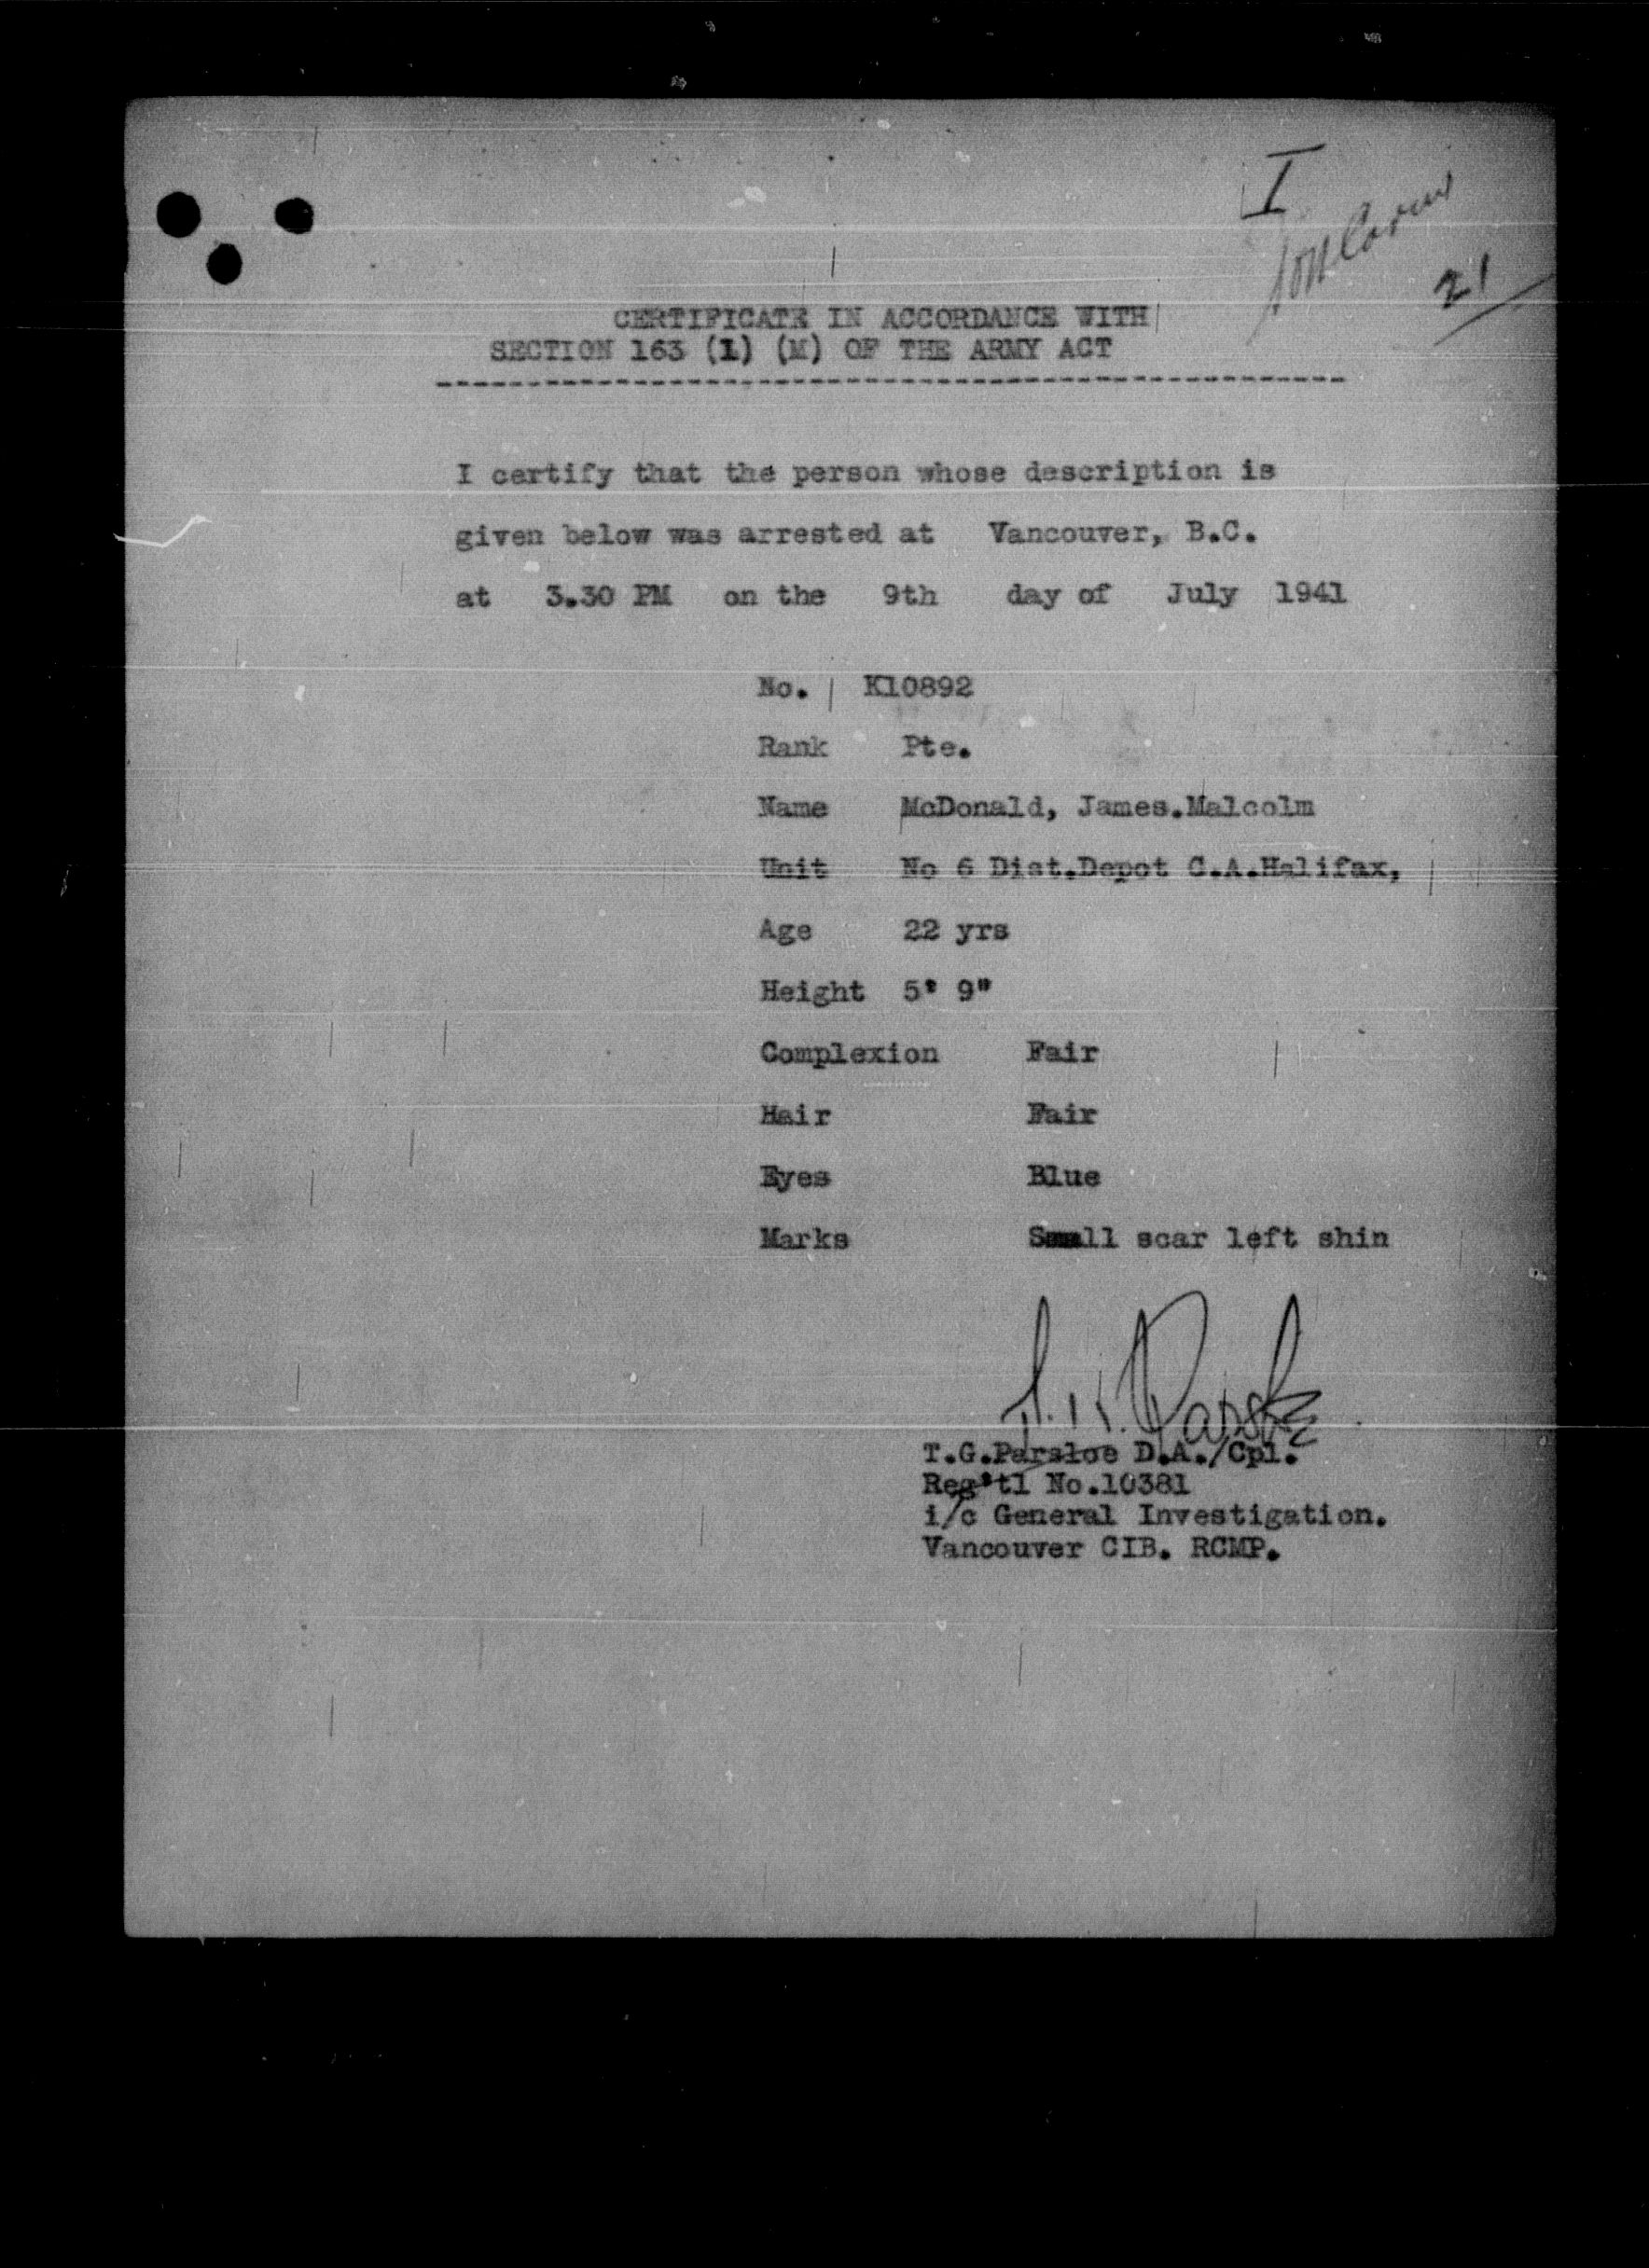 I
21
CERTIFICATE IN ACCORDANCE WITH
SECTION 163 (1) (M) OF THE ARMY ACT
I certify that the person whose description is
given below was arrested at Vancouver, B.C.
at 3.30 PM on the 9th day of July 1941
No. K10892
Rank Pte.
Name McDonald, James.Malcolm
Unit No 6 Dist.Depot C.A.Halifax,
Age 22 yrs
Height 5' 9"
Complexion Fair
Hair Fair
Eyes Blue
Marks Small scar left shin
T.G.Parsloe D.A./Cpl.
Reg'tl No.10381
i/c General Investigation.
Vancouver CIB. RCMP.